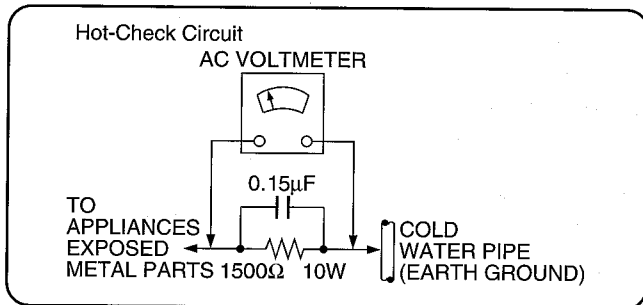 Hot-Check Circuit
AC VOLTMETER
0.15µF
TO
APPLIANCES
EXPOSED
METAL PARTS 1500Ω 10W
COLD
WATER PIPE
(EARTH GROUND)